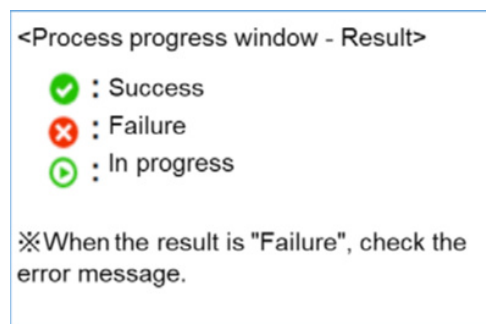 <Process progress window - Result>
: Success
: Failure
: In progress
※When the result is "Failure", check the
error message.